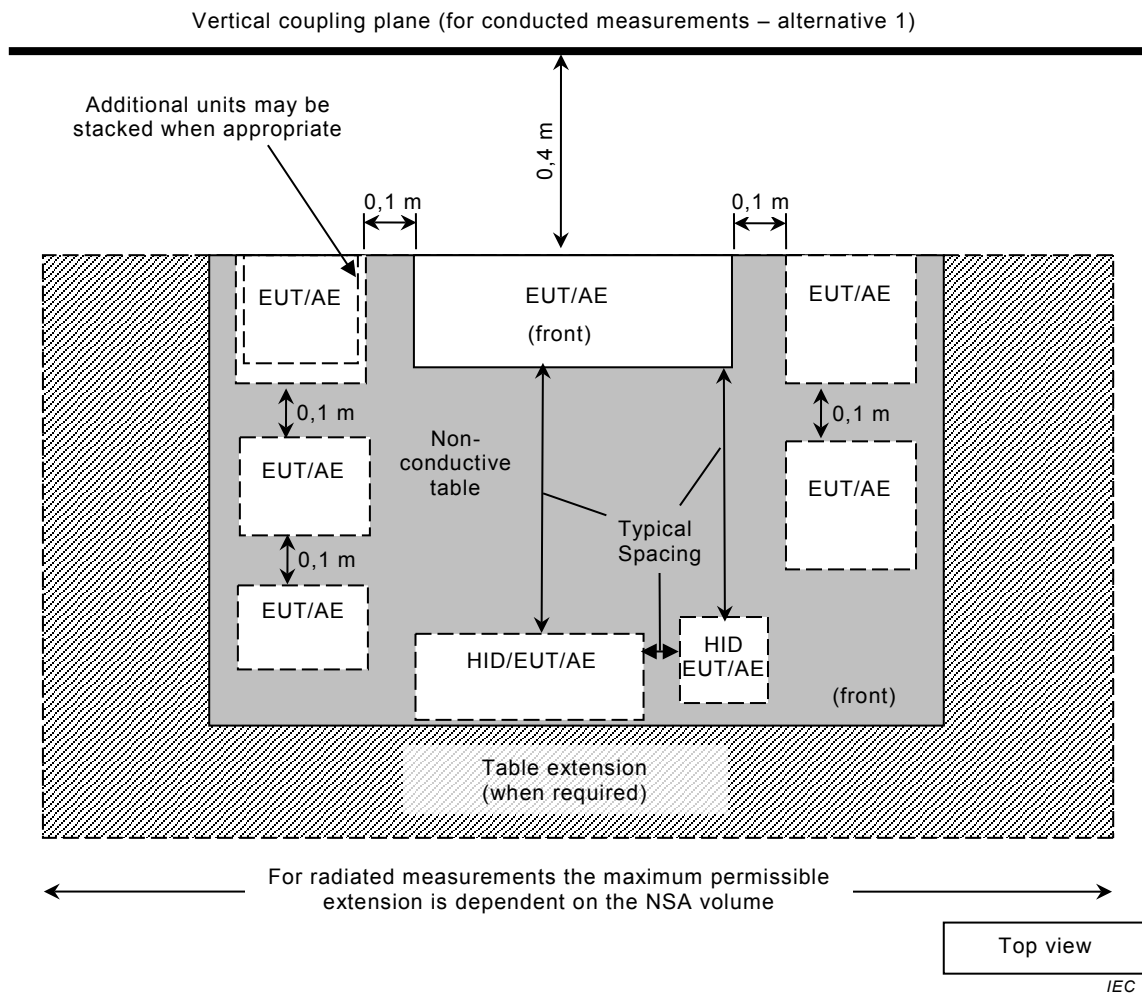 Vertical coupling plane (for conducted measurements – alternative 1)
Additional units may be
stacked when appropriate
0,4 m
0,1 m
0,1 m
EUT/AE
EUT/AE
(front)
EUT/AE
0,1 m
0,1 m
Non-
conductive
table
EUT/AE
EUT/AE
Typical
Spacing
0,1 m
EUT/AE
HID/EUT/AE
HID
EUT/AE
(front)
Table extension
(when required)
For radiated measurements the maximum permissible
extension is dependent on the NSA volume
Top view
IEC